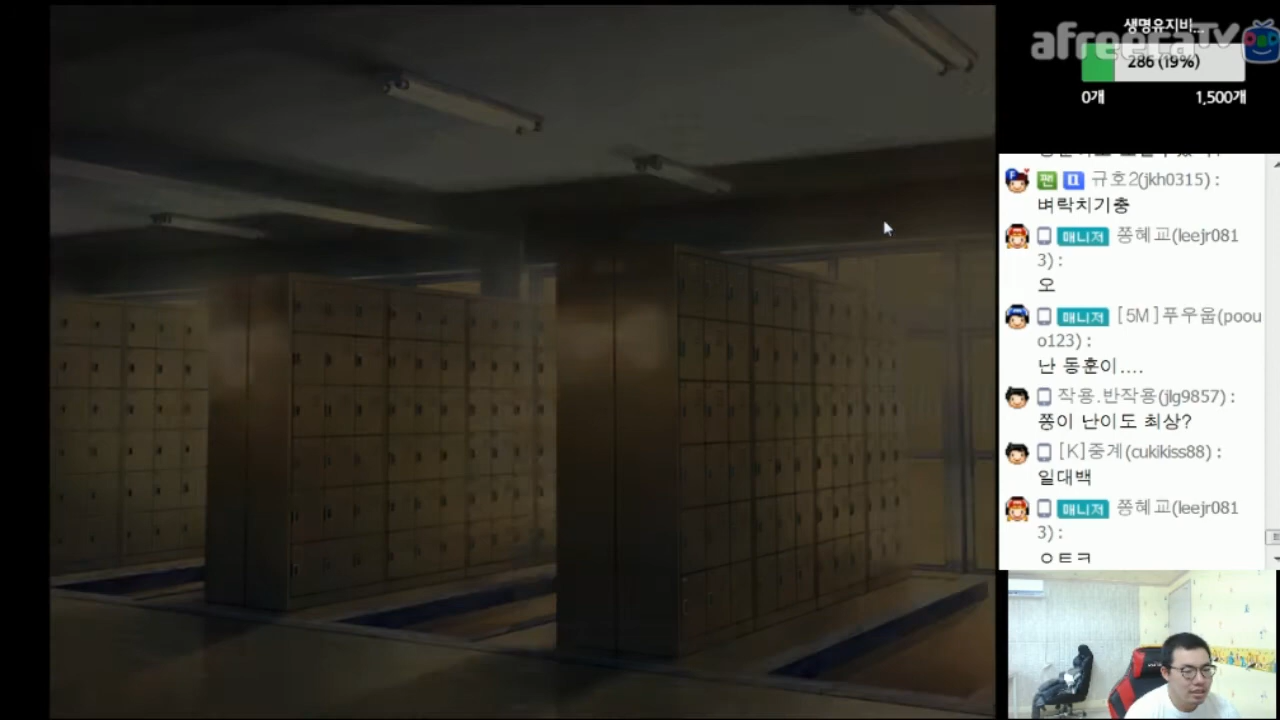 생명유지비...
afreecaTV
286 (19%)
0개
1,500개
팬 규호2(jkh0315) :
벼락치기충
매니저 쫑혜교(leejr081
3) :
오
매니저 [5M]푸우웁(poou
o123) :
난 동훈이....
작용.반작용(jlg9857) :
쫑이 난이도 최상?
[K]중계(cukikiss88) :
일대백
매니저 쫑혜교(leejr081
3) :
ㅇㅌㅋ